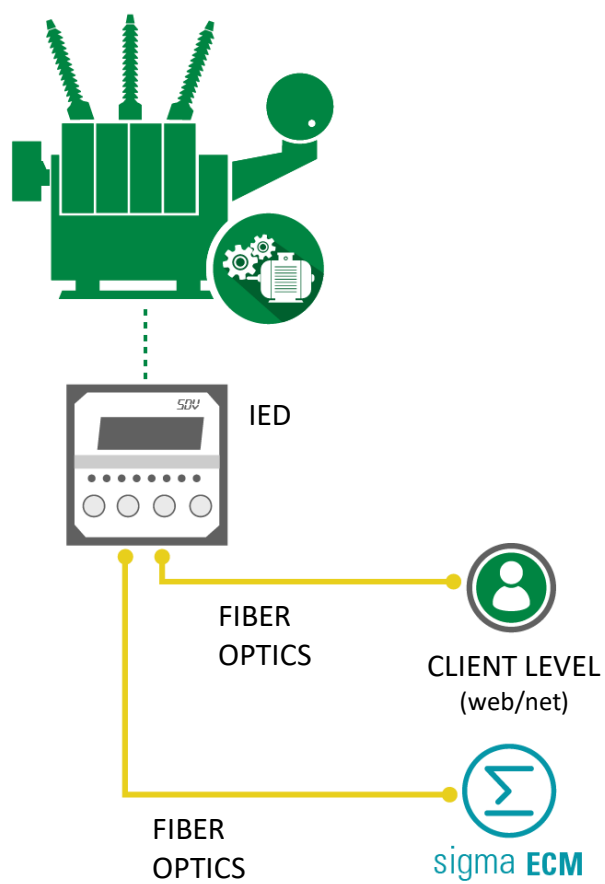 SDV
IED
FIBER
OPTICS
CLIENT LEVEL
(web/net)
FIBER
OPTICS
sigma ECM